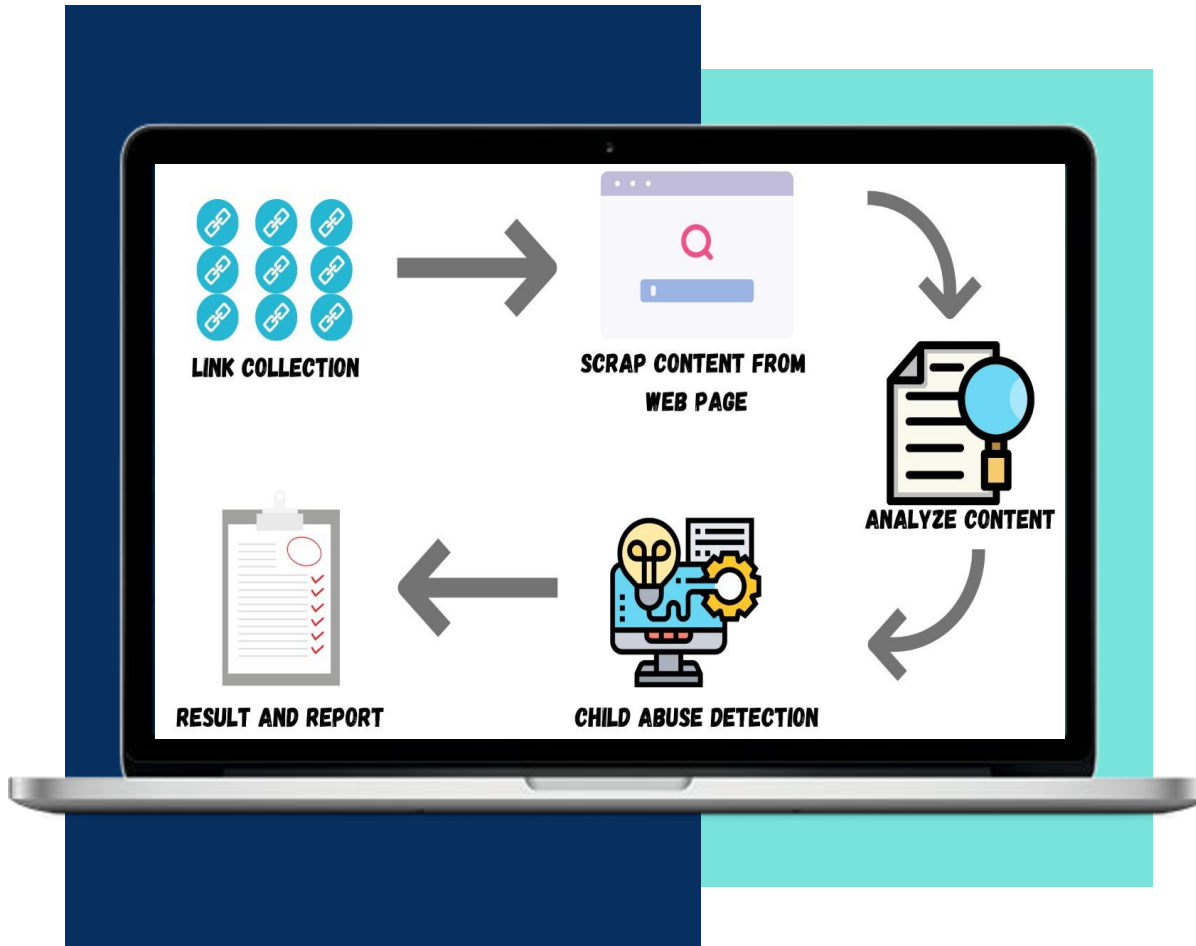 LINK COLLECTION
SCRAP CONTENT FROM
WEB PAGE
ANALYZE CONTENT
CHILD ABUSE DETECTION
RESULT AND REPORT